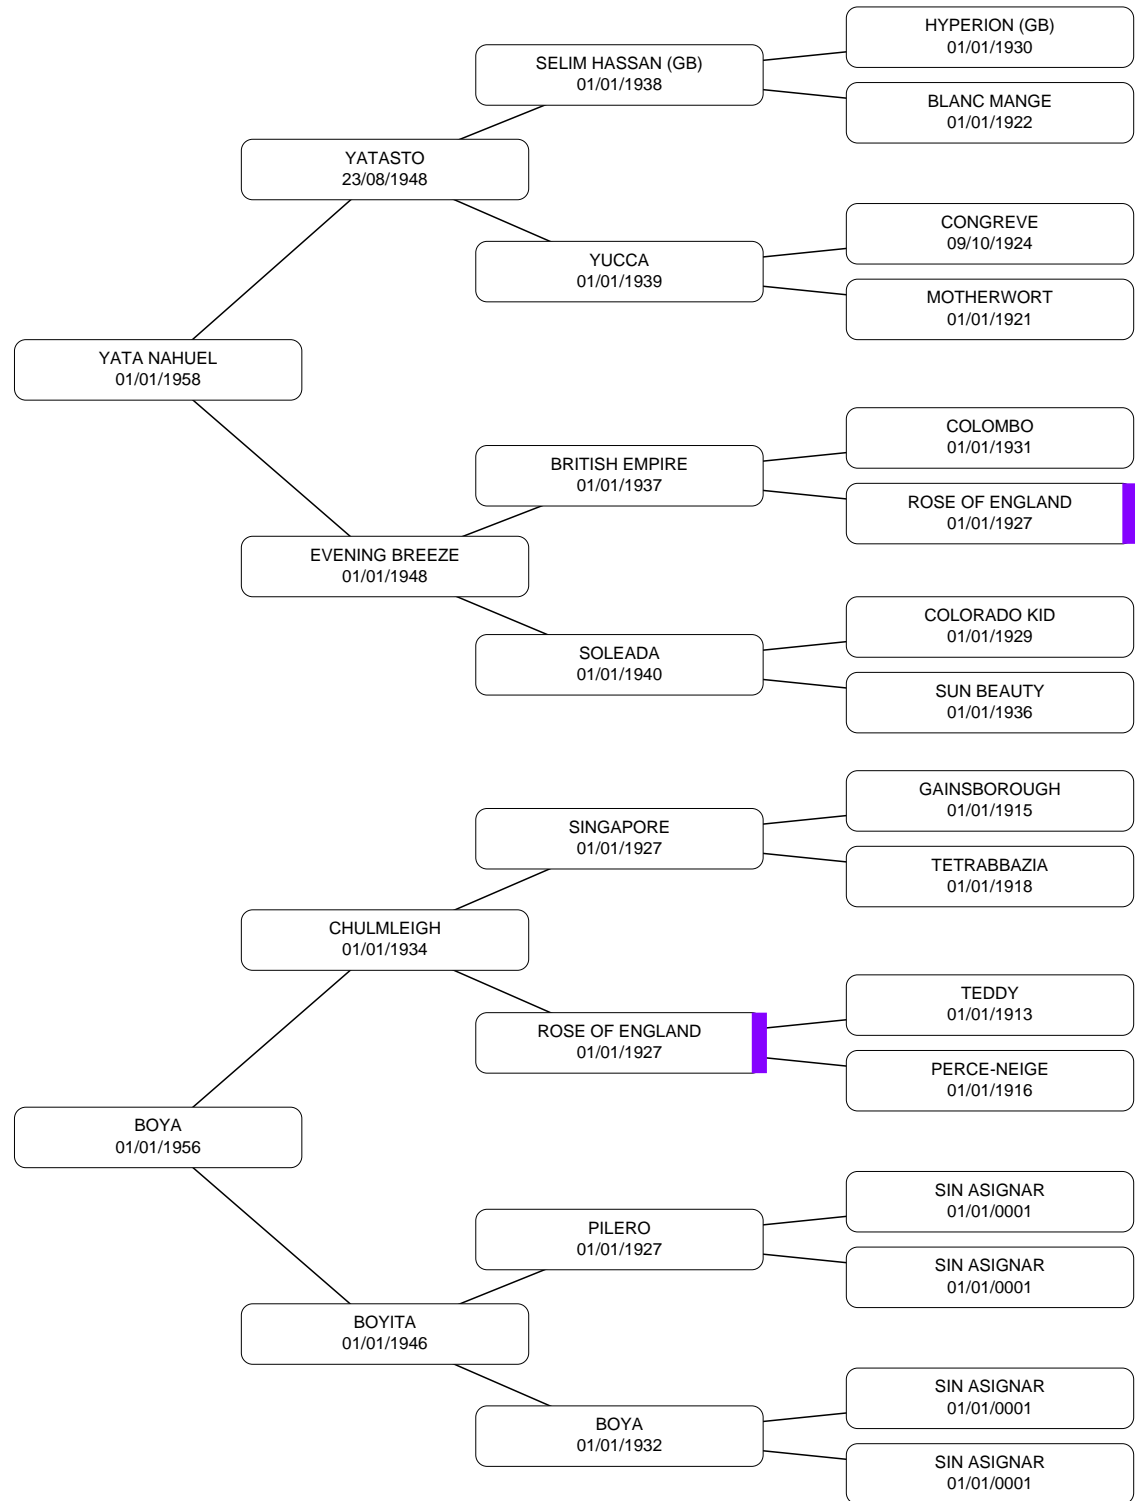 HYPERION (GB)
01/01/1930
SELIM HASSAN (GB)
01/01/1938
BLANC MANGE
01/01/1922
YATASTO
23/08/1948
CONGREVE
09/10/1924
YUCCA
01/01/1939
MOTHERWORT
01/01/1921
YATA NAHUEL
01/01/1958
COLOMBO
01/01/1931
BRITISH EMPIRE
01/01/1937
ROSE OF ENGLAND
01/01/1927
EVENING BREEZE
01/01/1948
COLORADO KID
01/01/1929
SOLEADA
01/01/1940
SUN BEAUTY
01/01/1936
GAINSBOROUGH
01/01/1915
SINGAPORE
01/01/1927
TETRABBAZIA
01/01/1918
CHULMLEIGH
01/01/1934
TEDDY
01/01/1913
ROSE OF ENGLAND
01/01/1927
PERCE-NEIGE
01/01/1916
BOYA
01/01/1956
SIN ASIGNAR
01/01/0001
PILERO
01/01/1927
SIN ASIGNAR
01/01/0001
BOYITA
01/01/1946
SIN ASIGNAR
01/01/0001
BOYA
01/01/1932
SIN ASIGNAR
01/01/0001